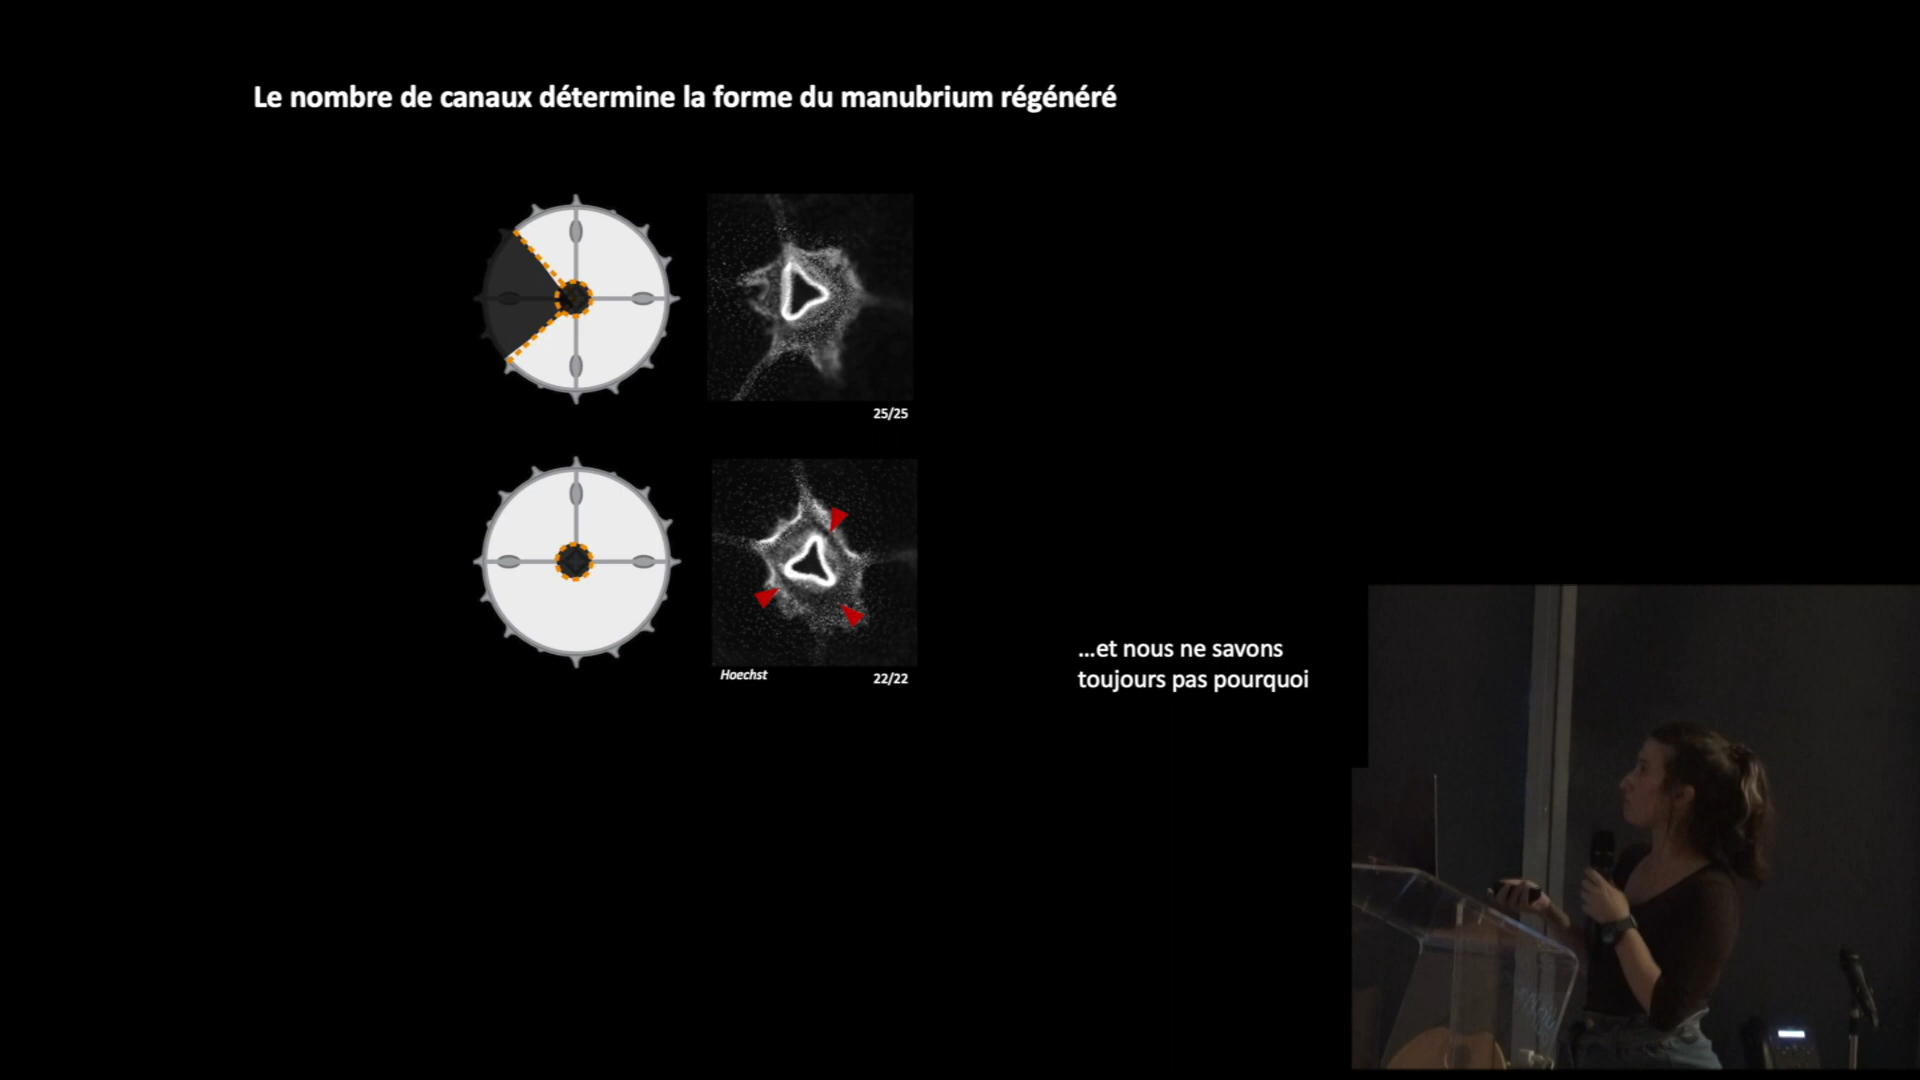 Le nombre de canaux détermine la forme du manubrium régénéré
25/25
Hoechst
22/22
...et nous ne savons
toujours pas pourquoi